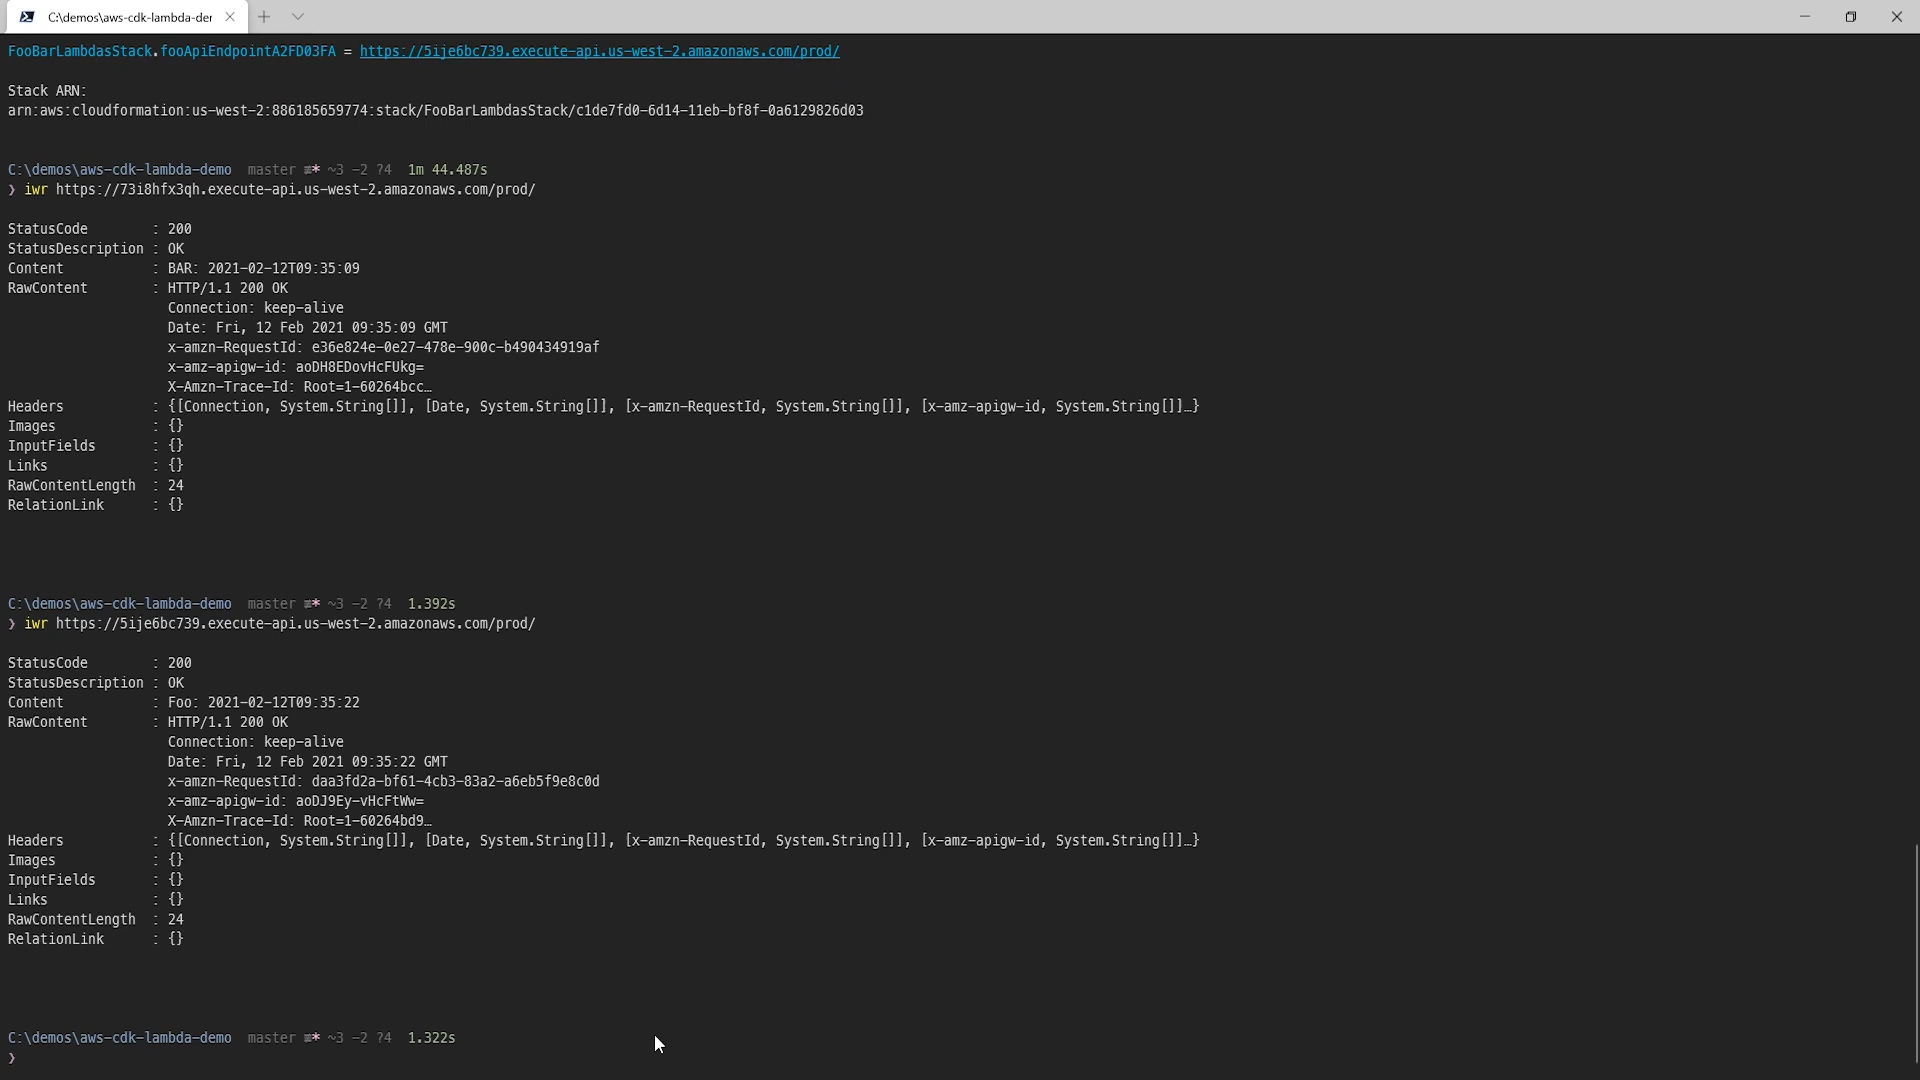 C:\demos\aws-cdk-lambda-der
FooBarLambdasStack.fooApiEndpointA2FD03FA = https://5ije6bc739.execute-api.us-west-2.amazonaws.com/prod/
Stack ARN:
arn:aws:cloudformation:us-west-2:886185659774:stack/FooBarLambdasStack/c1de7fd0-6d14-11eb-bf8f-0a6129826d03
C:\demos\aws-cdk-lambda-demo master ≢* ~3 -2 ?4 1m 44.487s
❯ iwr https://73i8hfx3qh.execute-api.us-west-2.amazonaws.com/prod/
StatusCode : 200
StatusDescription : OK
Content : BAR: 2021-02-12T09:35:09
RawContent : HTTP/1.1 200 OK
Connection: keep-alive
Date: Fri, 12 Feb 2021 09:35:09 GMT
x-amzn-RequestId: e36e824e-0e27-478e-900c-b490434919af
x-amz-apigw-id: aoDH8EDovHcFUkg=
X-Amzn-Trace-Id: Root=1-60264bcc…
Headers : {[Connection, System.String[]], [Date, System.String[]], [x-amzn-RequestId, System.String[]], [x-amz-apigw-id, System.String[]]…}
Images : {}
InputFields : {}
Links : {}
RawContentLength : 24
RelationLink : {}
C:\demos\aws-cdk-lambda-demo master ≢* ~3 -2 ?4 1.392s
❯ iwr https://5ije6bc739.execute-api.us-west-2.amazonaws.com/prod/
StatusCode : 200
StatusDescription : OK
Content : Foo: 2021-02-12T09:35:22
RawContent : HTTP/1.1 200 OK
Connection: keep-alive
Date: Fri, 12 Feb 2021 09:35:22 GMT
x-amzn-RequestId: daa3fd2a-bf61-4cb3-83a2-a6eb5f9e8c0d
x-amz-apigw-id: aoDJ9Ey-vHcFtWw=
X-Amzn-Trace-Id: Root=1-60264bd9…
Headers : {[Connection, System.String[]], [Date, System.String[]], [x-amzn-RequestId, System.String[]], [x-amz-apigw-id, System.String[]]…}
Images : {}
InputFields : {}
Links : {}
RawContentLength : 24
RelationLink : {}
C:\demos\aws-cdk-lambda-demo master ≢* ~3 -2 ?4 1.322s
❯